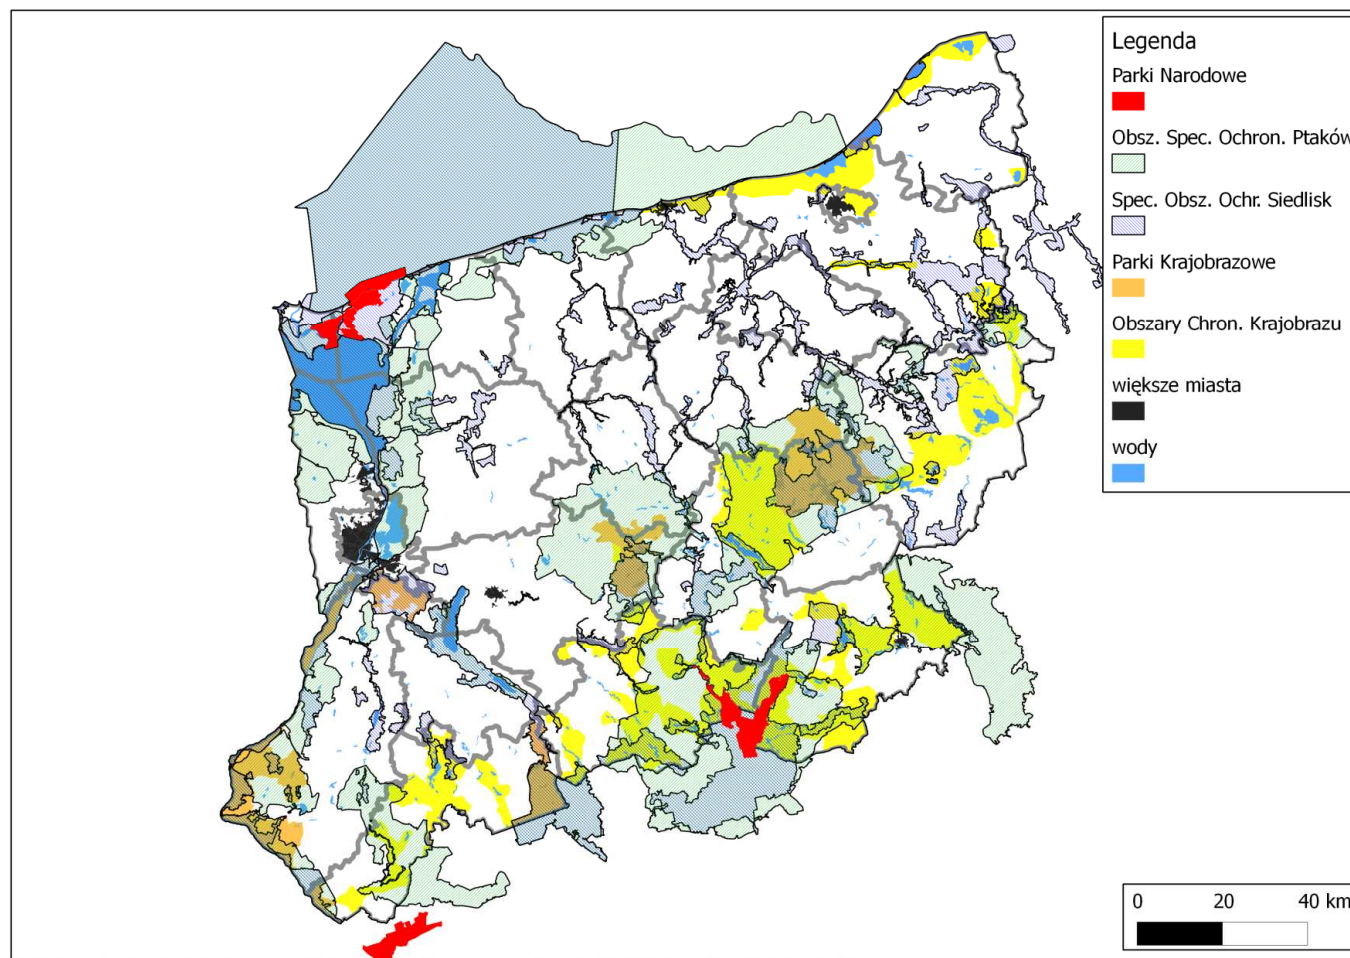 Legenda
Parki Narodowe
Obsz. Spec. Ochron. Ptaków
Spec. Obsz. Ochr. Siedlisk
Parki Krajobrazowe
Obszary Chron. Krajobrazu
większe miasta
wody
0 20 40 km